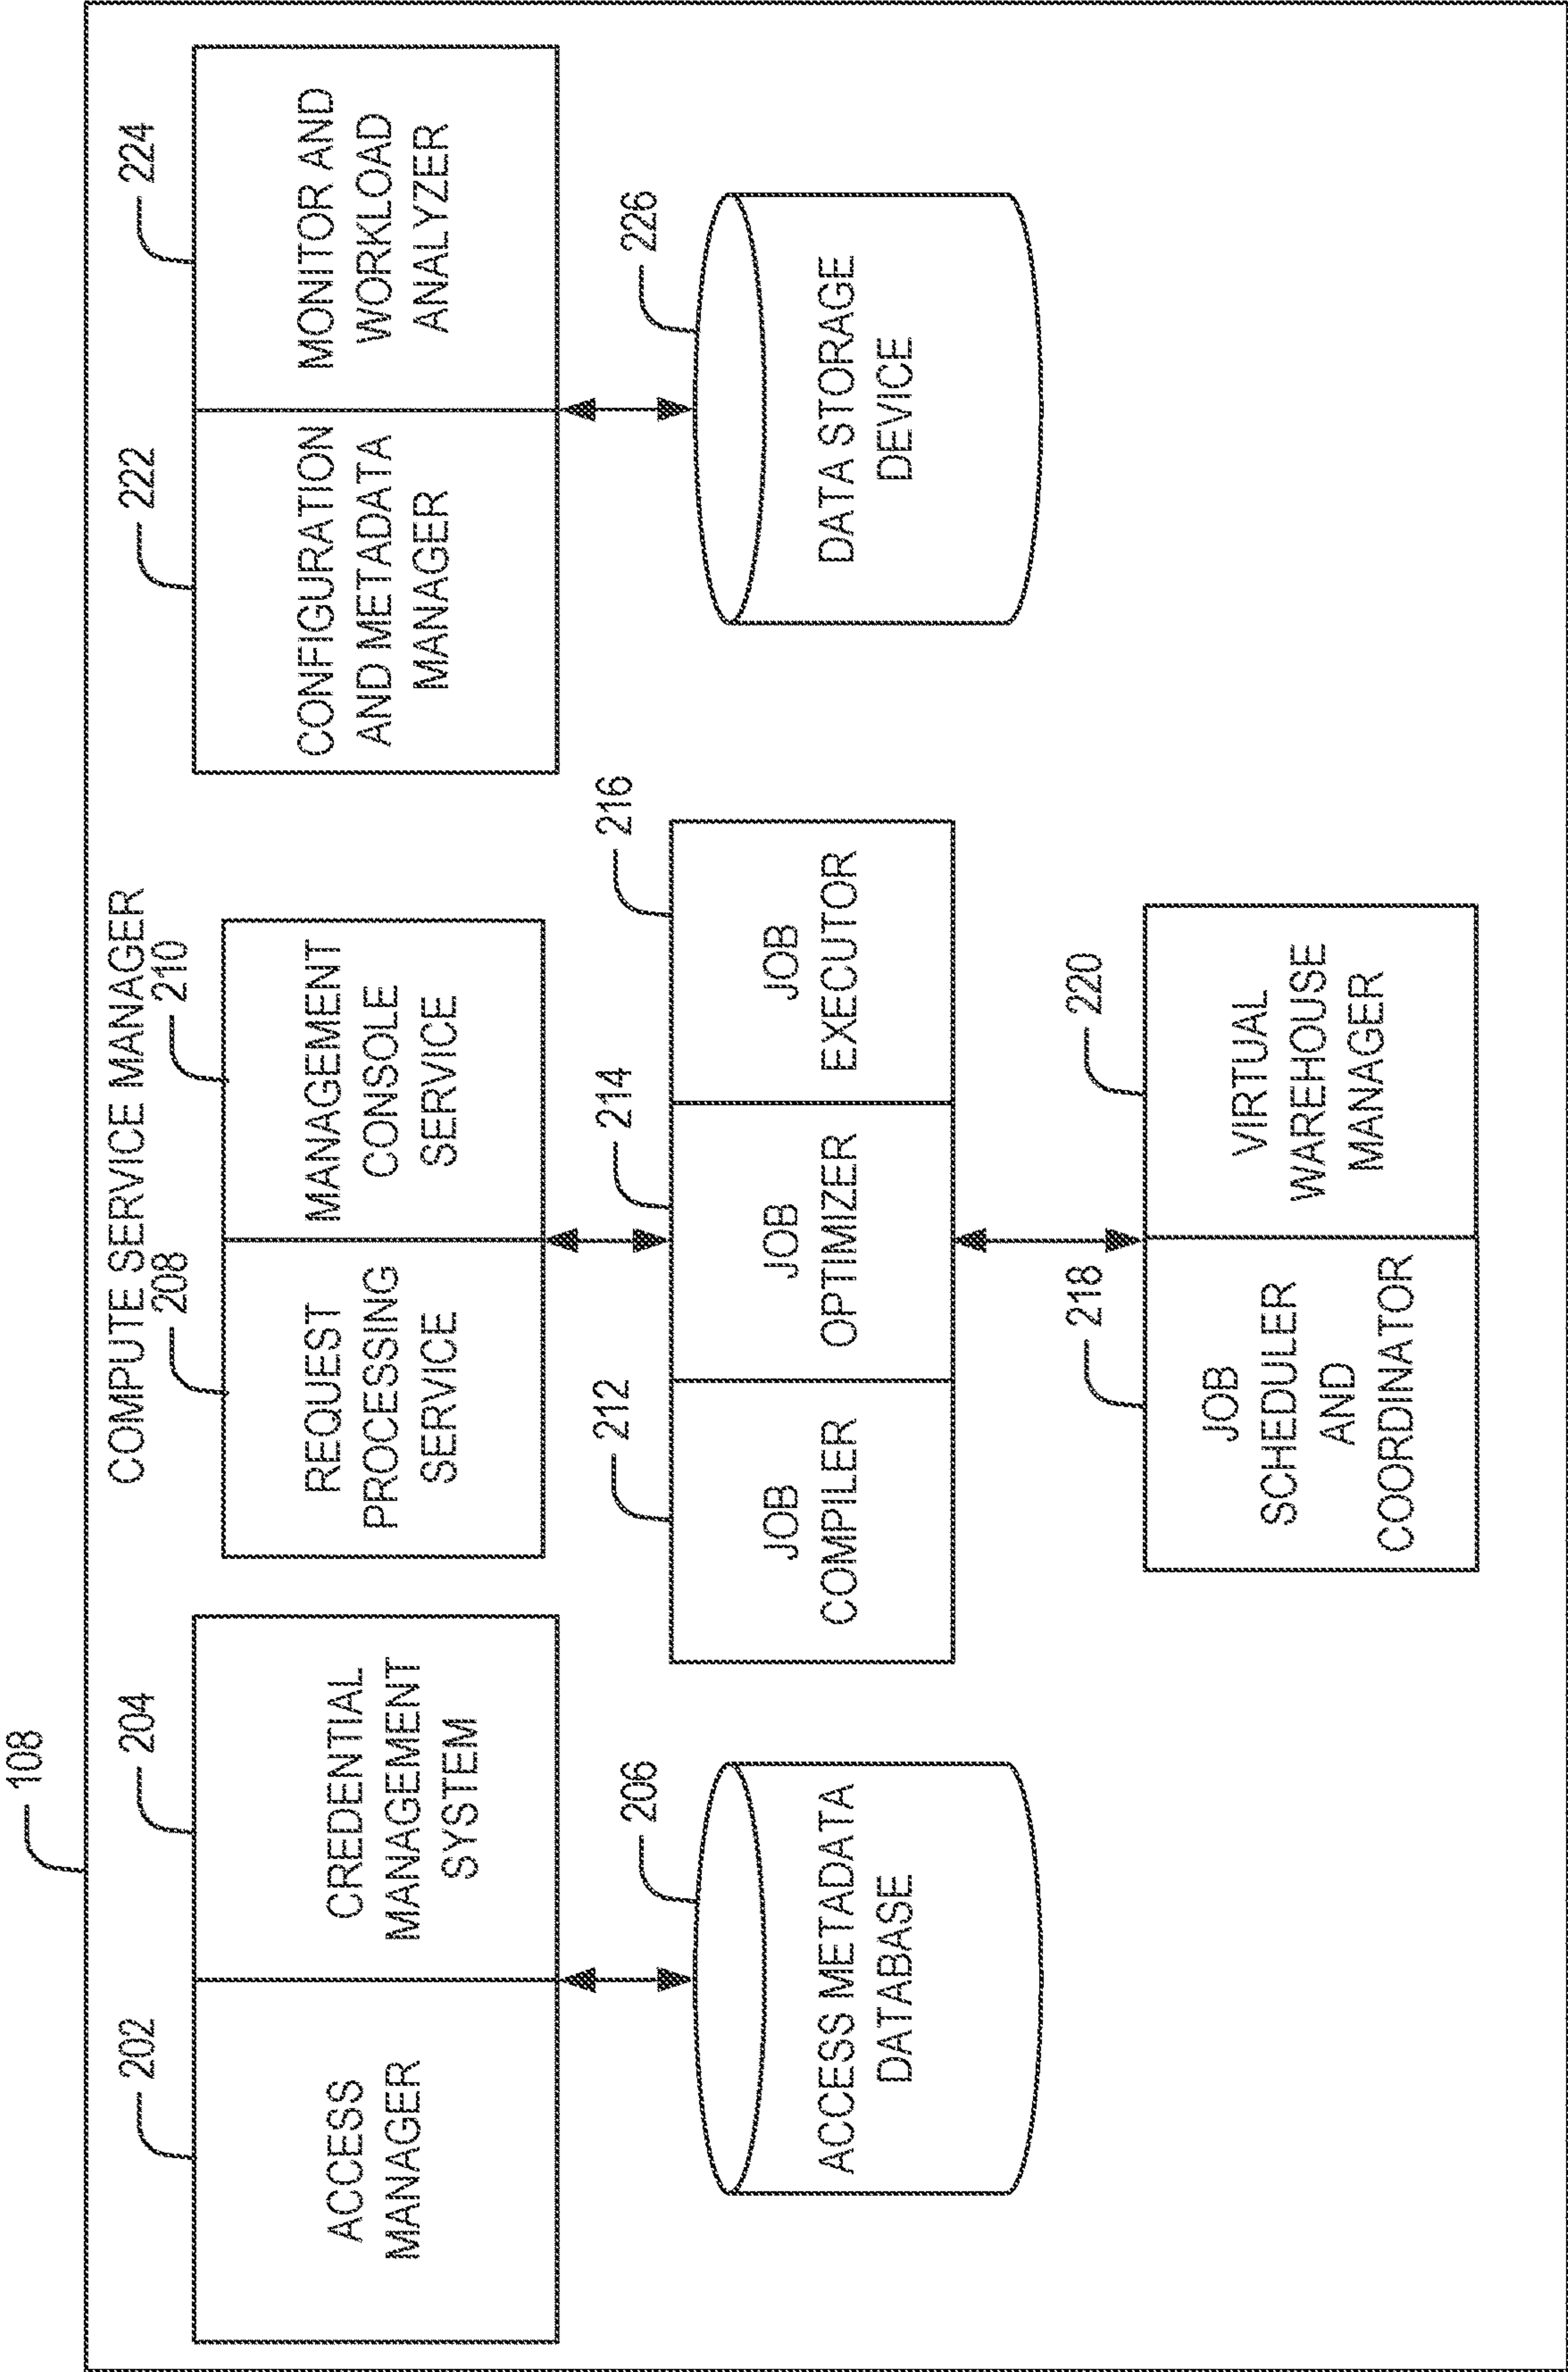 108
COMPUTE SERVICE MANAGER
202
204
ACCESS
MANAGER
CREDENTIAL
MANAGEMENT
SYSTEM
206
ACCESS METADATA
DATABASE
208
210
REQUEST
PROCESSING
SERVICE
MANAGEMENT
CONSOLE
SERVICE
212
214
216
JOB
COMPILER
JOB
OPTIMIZER
JOB
EXECUTOR
218
220
JOB
SCHEDULER
AND
COORDINATOR
VIRTUAL
WAREHOUSE
MANAGER
222
224
CONFIGURATION
AND METADATA
MANAGER
MONITOR AND
WORKLOAD
ANALYZER
226
DATA STORAGE
DEVICE